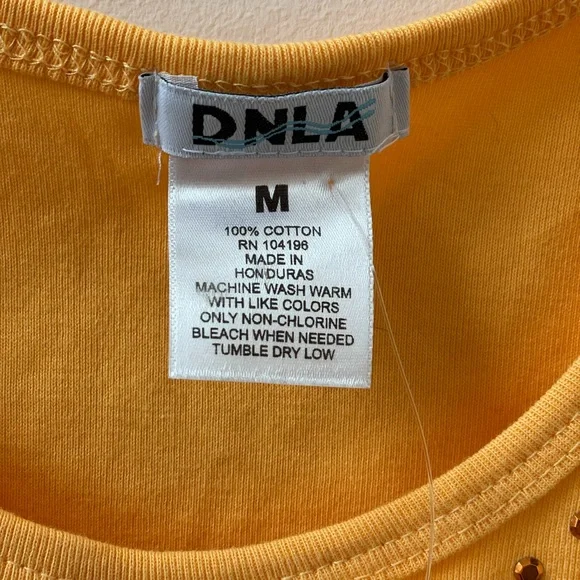 DNLA
M
100% COTTON
RN 104196
MADE IN
HONDURAS
MACHINE WASH WARM
WITH LIKE COLORS
ONLY NON-CHLORINE
BLEACH WHEN NEEDED
TUMBLE DRY LOW